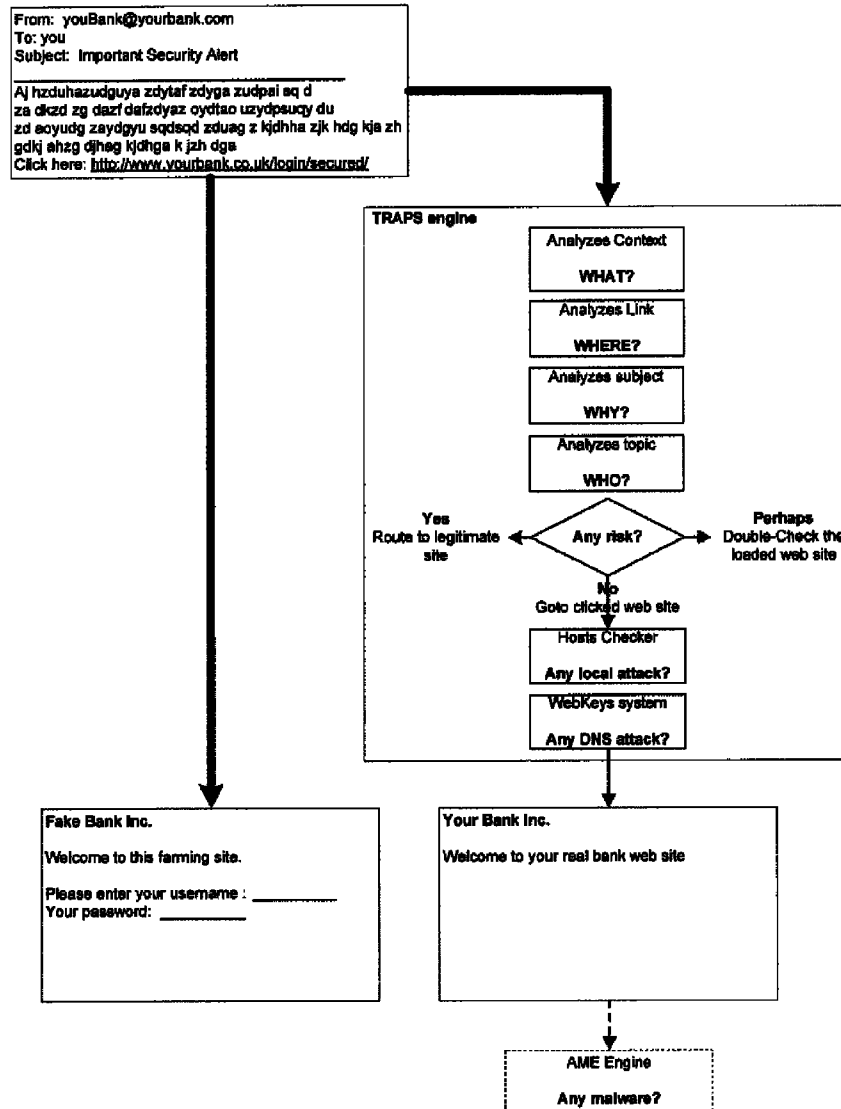 From: youBank@yourbank.com
To: you
Subject: Important Security Alert
Aj hzduhazudguya zdytaf zdyga zudpai sq d
za dkzd zg dazf dafzdyaz oydtao uzydpsuqy du
zd aoyudg zaydgyu sqdsqd zduag z kjdhha zjk hdg kja zh
gdkj ahzg djhag kjdhga k jzh dga
Click here: http://www.yourbank.co.uk/login/secured/
TRAPS engine
Analyzes Context
WHAT?
Analyzes Link
WHERE?
Analyzes subject
WHY?
Analyzes topic
WHO?
Any risk?
Yes
Route to legitimate
site
Perhaps
Double-Check the
loaded web site
No
Goto clicked web site
Hosts Checker
Any local attack?
WebKeys system
Any DNS attack?
Fake Bank Inc.
Welcome to this farming site.
Please enter your username :
Your password:
Your Bank Inc.
Welcome to your real bank web site
AME Engine
Any malware?